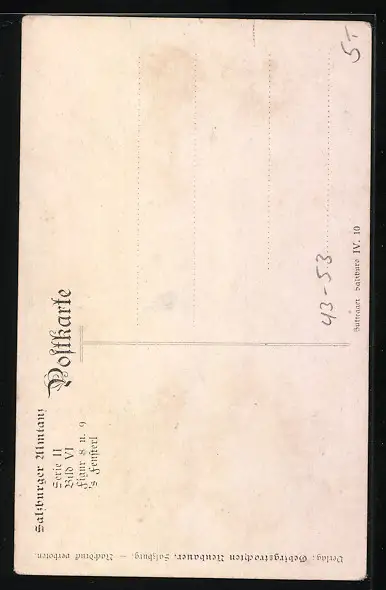 Salzburger Almtanz
Serie II
Bild VI
Figur 8 u. 9
's Fensterl
Postkarte
5.-
43-53
Buttrager Salzburg IV. 10
Verlag: Gebirgstrachten Neubauer, Salzburg. — Nachdruck verboten